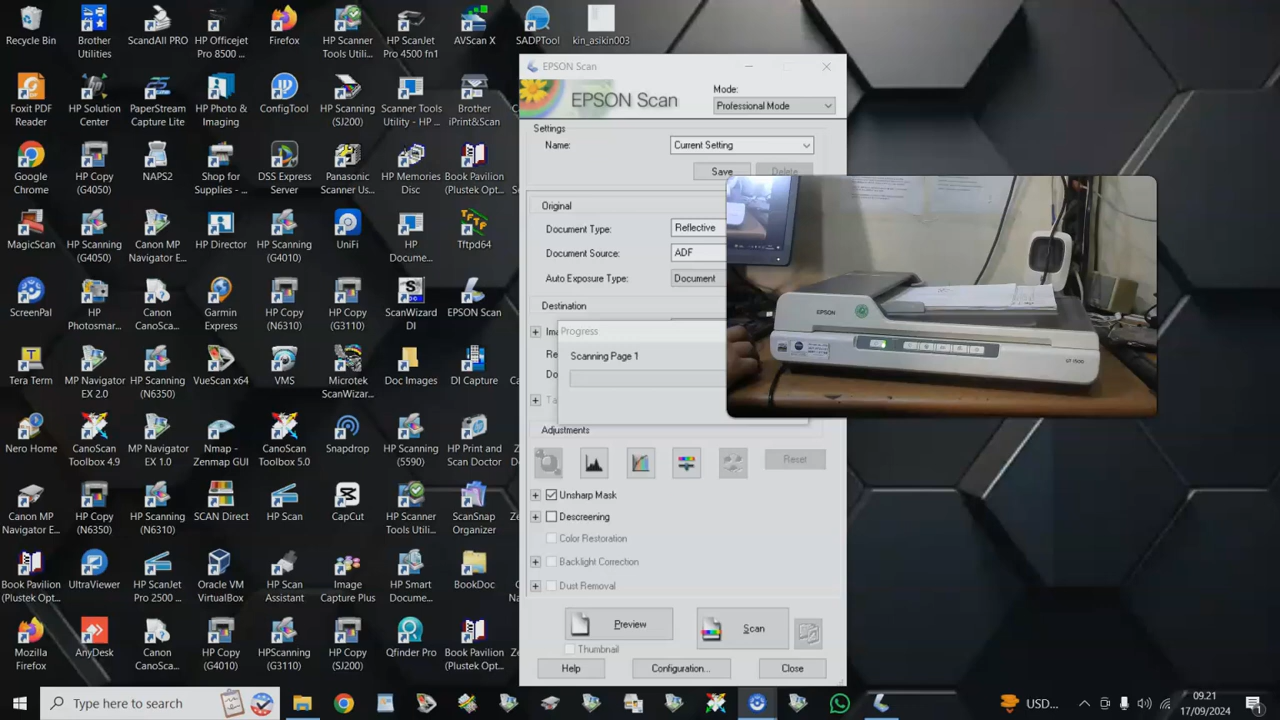 Recycle Bin
Brother
Utilities
ScandAll PRO
HP Officejet
Pro 8500 ...
Firefox
HP Scanner
Tools Utili...
HP ScanJet
Pro 4500 fn1
AVScan X
SADPTool
kin_asikin003
Foxit PDF
Reader
HP Solution
Center
PaperStream
Capture Lite
HP Photo &
Imaging
ConfigTool
HP Scanning
(SJ200)
Scanner Tools
Utility - HP ...
Brother
iPrint&Scan
Google
Chrome
HP Copy
(G4050)
NAPS2
Shop for
Supplies - ...
DSS Express
Server
Panasonic
Scanner Us...
HP Memories
Disc
Book Pavilion
(Plustek Opt...
MagicScan
HP Scanning
(G4050)
Canon MP
Navigator E...
HP Director
HP Scanning
(G4010)
UniFi
HP
Docume...
Tftpd64
ScreenPal
HP
Photosmar...
Canon
CanoSca...
Garmin
Express
HP Copy
(N6310)
HP Copy
(G3110)
ScanWizard
DI
EPSON Scan
Tera Term
MP Navigator
EX 2.0
HP Scanning
(N6350)
VueScan x64
VMS
Microtek
ScanWizar...
Doc Images
DI Capture
Nero Home
CanoScan
Toolbox 4.9
MP Navigator
EX 1.0
Nmap -
Zenmap GUI
CanoScan
Toolbox 5.0
Snapdrop
HP Scanning
(5590)
HP Print and
Scan Doctor
Canon MP
Navigator E...
HP Copy
(N6350)
HP Scanning
(N6310)
SCAN Direct
HP Scan
CapCut
HP Scanner
Tools Utili...
ScanSnap
Organizer
Book Pavilion
(Plustek Opt...
UltraViewer
HP ScanJet
Pro 2500 ...
Oracle VM
VirtualBox
HP Scan
Assistant
Image
Capture Plus
HP Smart
Docume...
BookDoc
Mozilla
Firefox
AnyDesk
Canon
CanoSca...
HP Copy
(G4010)
HPScanning
(G3110)
HP Copy
(SJ200)
Qfinder Pro
Book Pavilion
(Plustek Opt...
EPSON Scan
EPSON Scan
Mode:
Professional Mode
Settings
Name:
Current Setting
Save
Delete
Original
Document Type:
Reflective
Document Source:
ADF
Auto Exposure Type:
Document
Destination
Progress
Scanning Page 1
Adjustments
Reset
Unsharp Mask
Descreening
Color Restoration
Backlight Correction
Dust Removal
Preview
Scan
Thumbnail
Help
Configuration...
Close
EPSON
Type here to search
USD...
09.21
17/09/2024